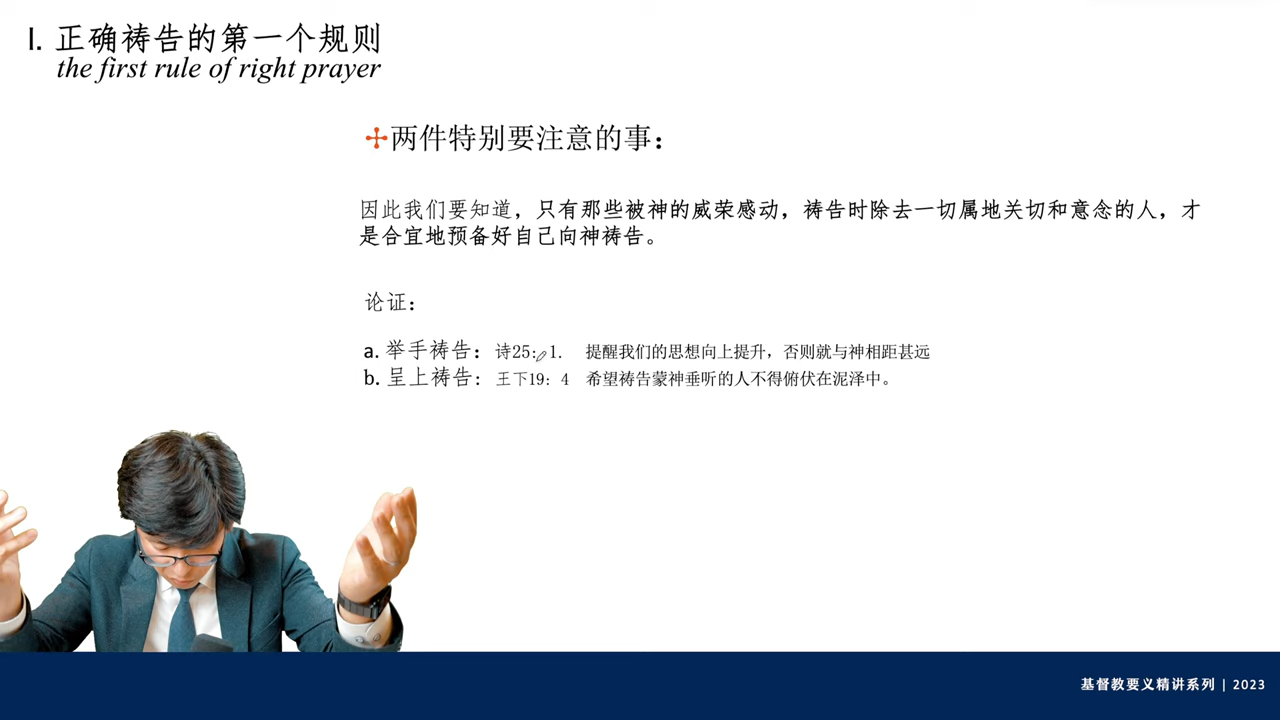 I. 正确祷告的第一个规则
the first rule of right prayer
两件特别要注意的事：
因此我们要知道，只有那些被神的威荣感动，祷告时除去一切属地关切和意念的人，才
是合宜地预备好自己向神祷告。
论证：
a. 举手祷告：诗25: 1. 提醒我们的思想向上提升，否则就与神相距甚远
b. 呈上祷告：王下19：4 希望祷告蒙神垂听的人不得俯伏在泥泽中。
基督教要义精讲系列 | 2023